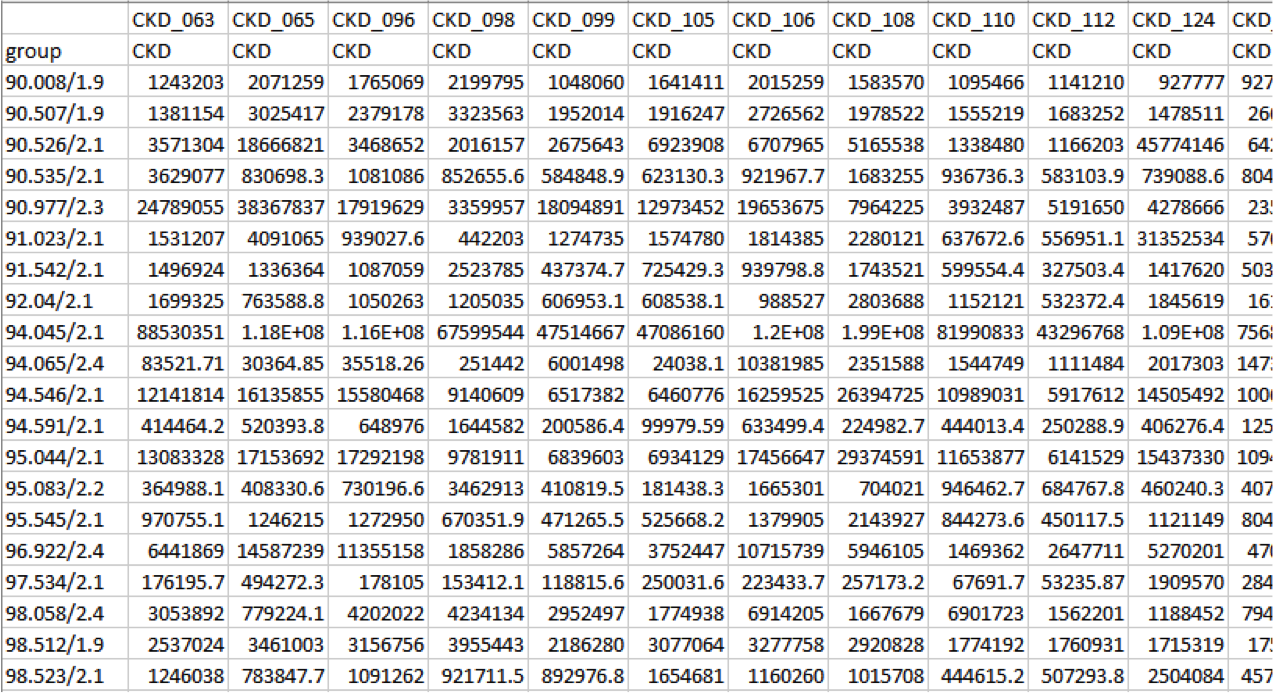 CKD_063 CKD_065 CKD_096 CKD_098 CKD_099 CKD_105 CKD_106 CKD_108 CKD_110 CKD_112 CKD_124 CKD
group CKD CKD CKD CKD CKD CKD CKD CKD CKD CKD CKD CKD
90.008/1.9 1243203 2071259 1765069 2199795 1048060 1641411 2015259 1583570 1095466 1141210 927777 927
90.507/1.9 1381154 3025417 2379178 3323563 1952014 1916247 2726562 1978522 1555219 1683252 1478511
90.526/2.1 3571304 18666821 3468652 2016157 2675643 6923908 6707965 5165538 1338480 1166203 45774146
90.535/2.1 3629077 830698.3 1081086 852655.6 584848.9 623130.3 921967.7 1683255 936736.3 583103.9 739088.6 804
90.977/2.3 24789055 38367837 17919629 3359957 18094891 12973452 19653675 7964225 3932487 5191650 4278666
91.023/2.1 1531207 4091065 939027.6 442203 1274735 1574780 1814385 2280121 637672.6 556951.1 31352534
91.542/2.1 1496924 1336364 1087059 2523785 437374.7 725429.3 939798.8 1743521 599554.4 327503.4 1417620 503
92.04/2.1 1699325 763588.8 1050263 1205035 606953.1 608538.1 988527 2803688 1152121 532372.4 1845619
94.045/2.1 88530351 1.18E+08 1.16E+08 67599544 47514667 47086160 1.2E+08 1.99E+08 81990833 43296768 1.09E+08
94.065/2.4 83521.71 30364.85 35518.26 251442 6001498 24038.1 10381985 2351588 1544749 1111484 2017303
94.546/2.1 12141814 16135855 15580468 9140609 6517382 6460776 16259525 26394725 10989031 5917612 14505492
94.591/2.1 414464.2 520393.8 648976 1644582 200586.4 99979.59 633499.4 224982.7 444013.4 250288.9 406276.4 125
95.044/2.1 13083328 17153692 17292198 9781911 6839603 6934129 17456647 29374591 11653877 6141529 15437330
95.083/2.2 364988.1 408330.6 730196.6 3462913 410819.5 181438.3 1665301 704021 946462.7 684767.8 460240.3 407
95.545/2.1 970755.1 1246215 1272950 670351.9 471265.5 525668.2 1379905 2143927 844273.6 450117.5 1121149 804
96.922/2.4 6441869 14587239 11355158 1858286 5857264 3752447 10715739 5946105 1469362 2647711 5270201
97.534/2.1 176195.7 494272.3 178105 153412.1 118815.6 250031.6 223433.7 257173.2 67691.7 53235.87 1909570 284
98.058/2.4 3053892 779224.1 4202022 4234134 2952497 1774938 6914205 1667679 6901723 1562201 1188452 794
98.512/1.9 2537024 3461003 3156756 3955443 2186280 3077064 3277758 2920828 1774192 1760931 1715319
98.523/2.1 1246038 783847.7 1091262 921711.5 892976.8 1654681 1160260 1015708 444615.2 507293.8 2504084 457